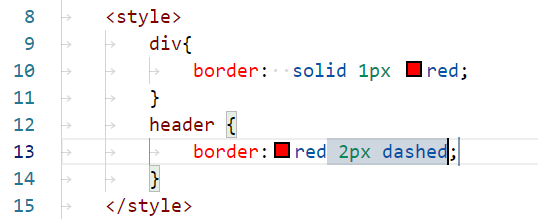 8 <style>
9 div{
10 border: solid 1px red;
11 }
12 header {
13 border: red 2px dashed;
14 }
15 </style>